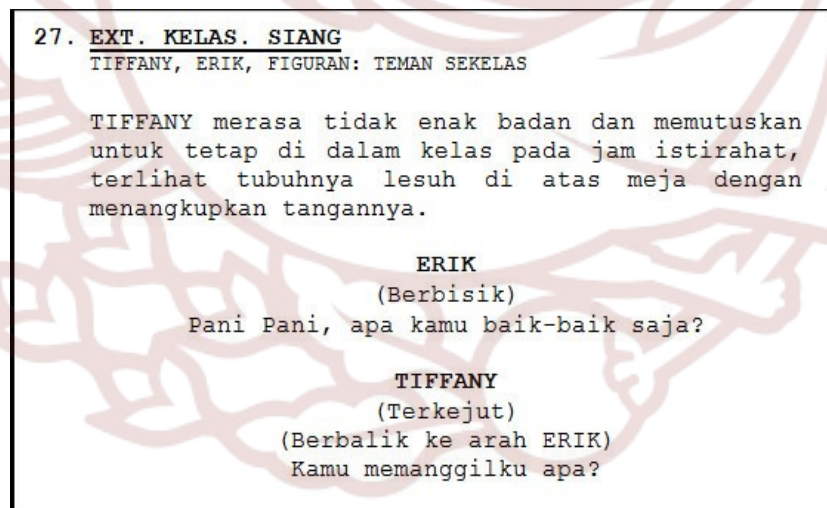 27. EXT. KELAS. SIANG
TIFFANY, ERIK, FIGURAN: TEMAN SEKELAS
TIFFANY merasa tidak enak badan dan memutuskan
untuk tetap di dalam kelas pada jam istirahat,
terlihat tubuhnya lesuh di atas meja dengan
menangkupkan tangannya.
ERIK
(Berbisik)
Pani Pani, apa kamu baik-baik saja?
TIFFANY
(Terkejut)
(Berbalik ke arah ERIK)
Kamu memanggilku apa?